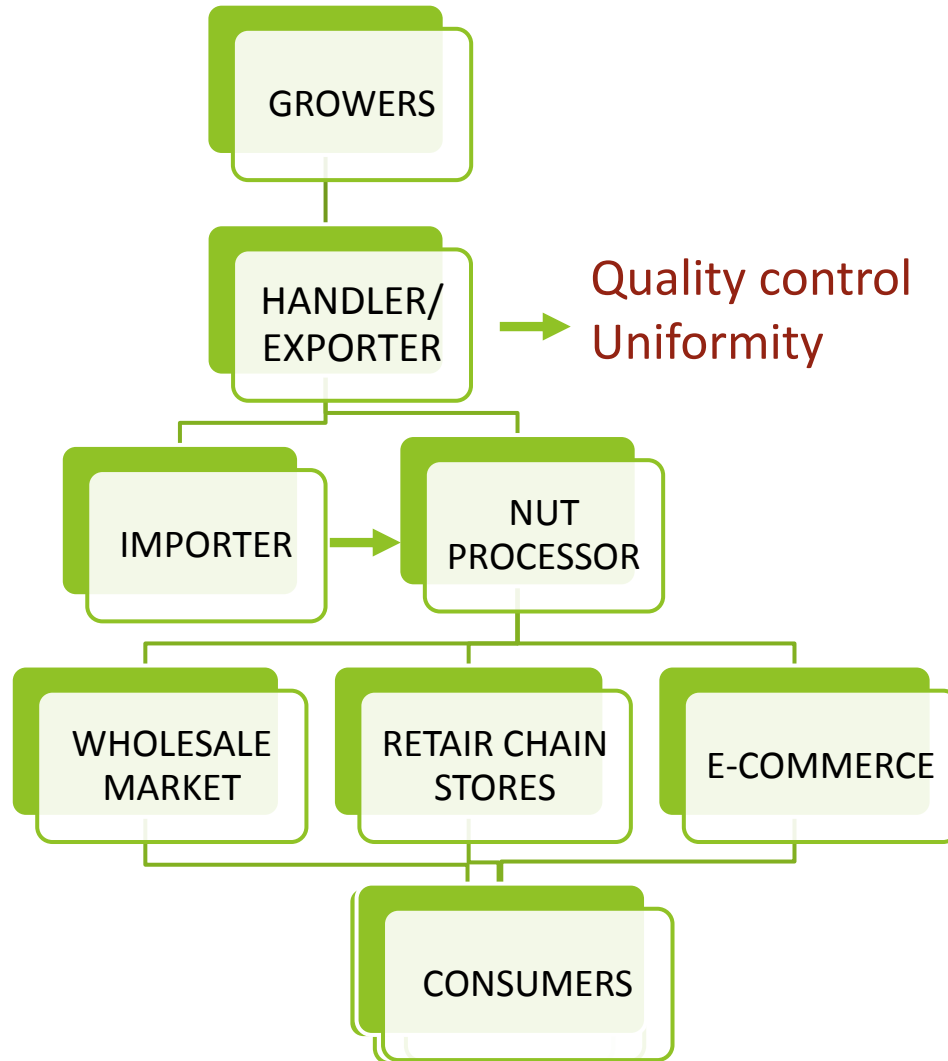 GROWERS
HANDLER/
EXPORTER
Quality control
Uniformity
IMPORTER
NUT
PROCESSOR
WHOLESALE
MARKET
RETAIR CHAIN
STORES
E-COMMERCE
CONSUMERS